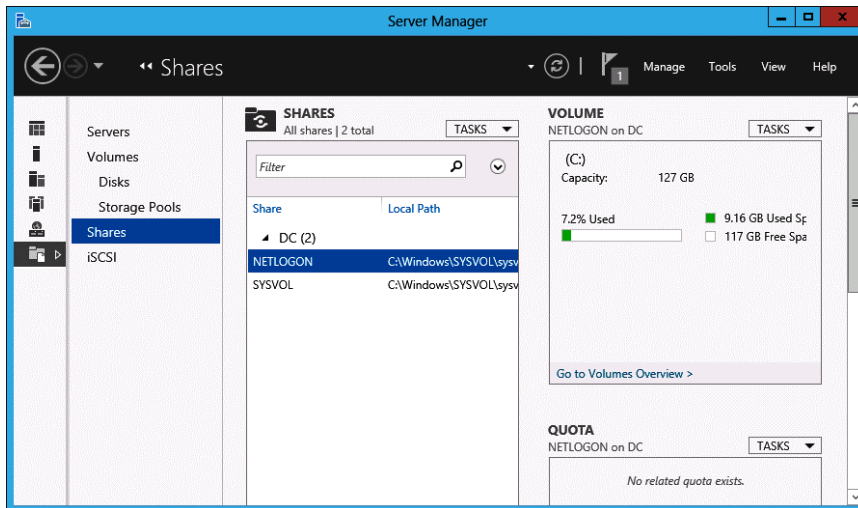 Server Manager
Shares
1
Manage Tools View Help
Servers
Volumes
Disks
Storage Pools
Shares
iSCSI
SHARES
All shares | 2 total
TASKS
Filter
Share Local Path
DC (2)
NETLOGON C:\Windows\SYSVOL\sysv
SYSVOL C:\Windows\SYSVOL\sysv
VOLUME
NETLOGON on DC
TASKS
(C:)
Capacity: 127 GB
7.2% Used
9.16 GB Used Sp
117 GB Free Spa
Go to Volumes Overview >
QUOTA
NETLOGON on DC
TASKS
No related quota exists.